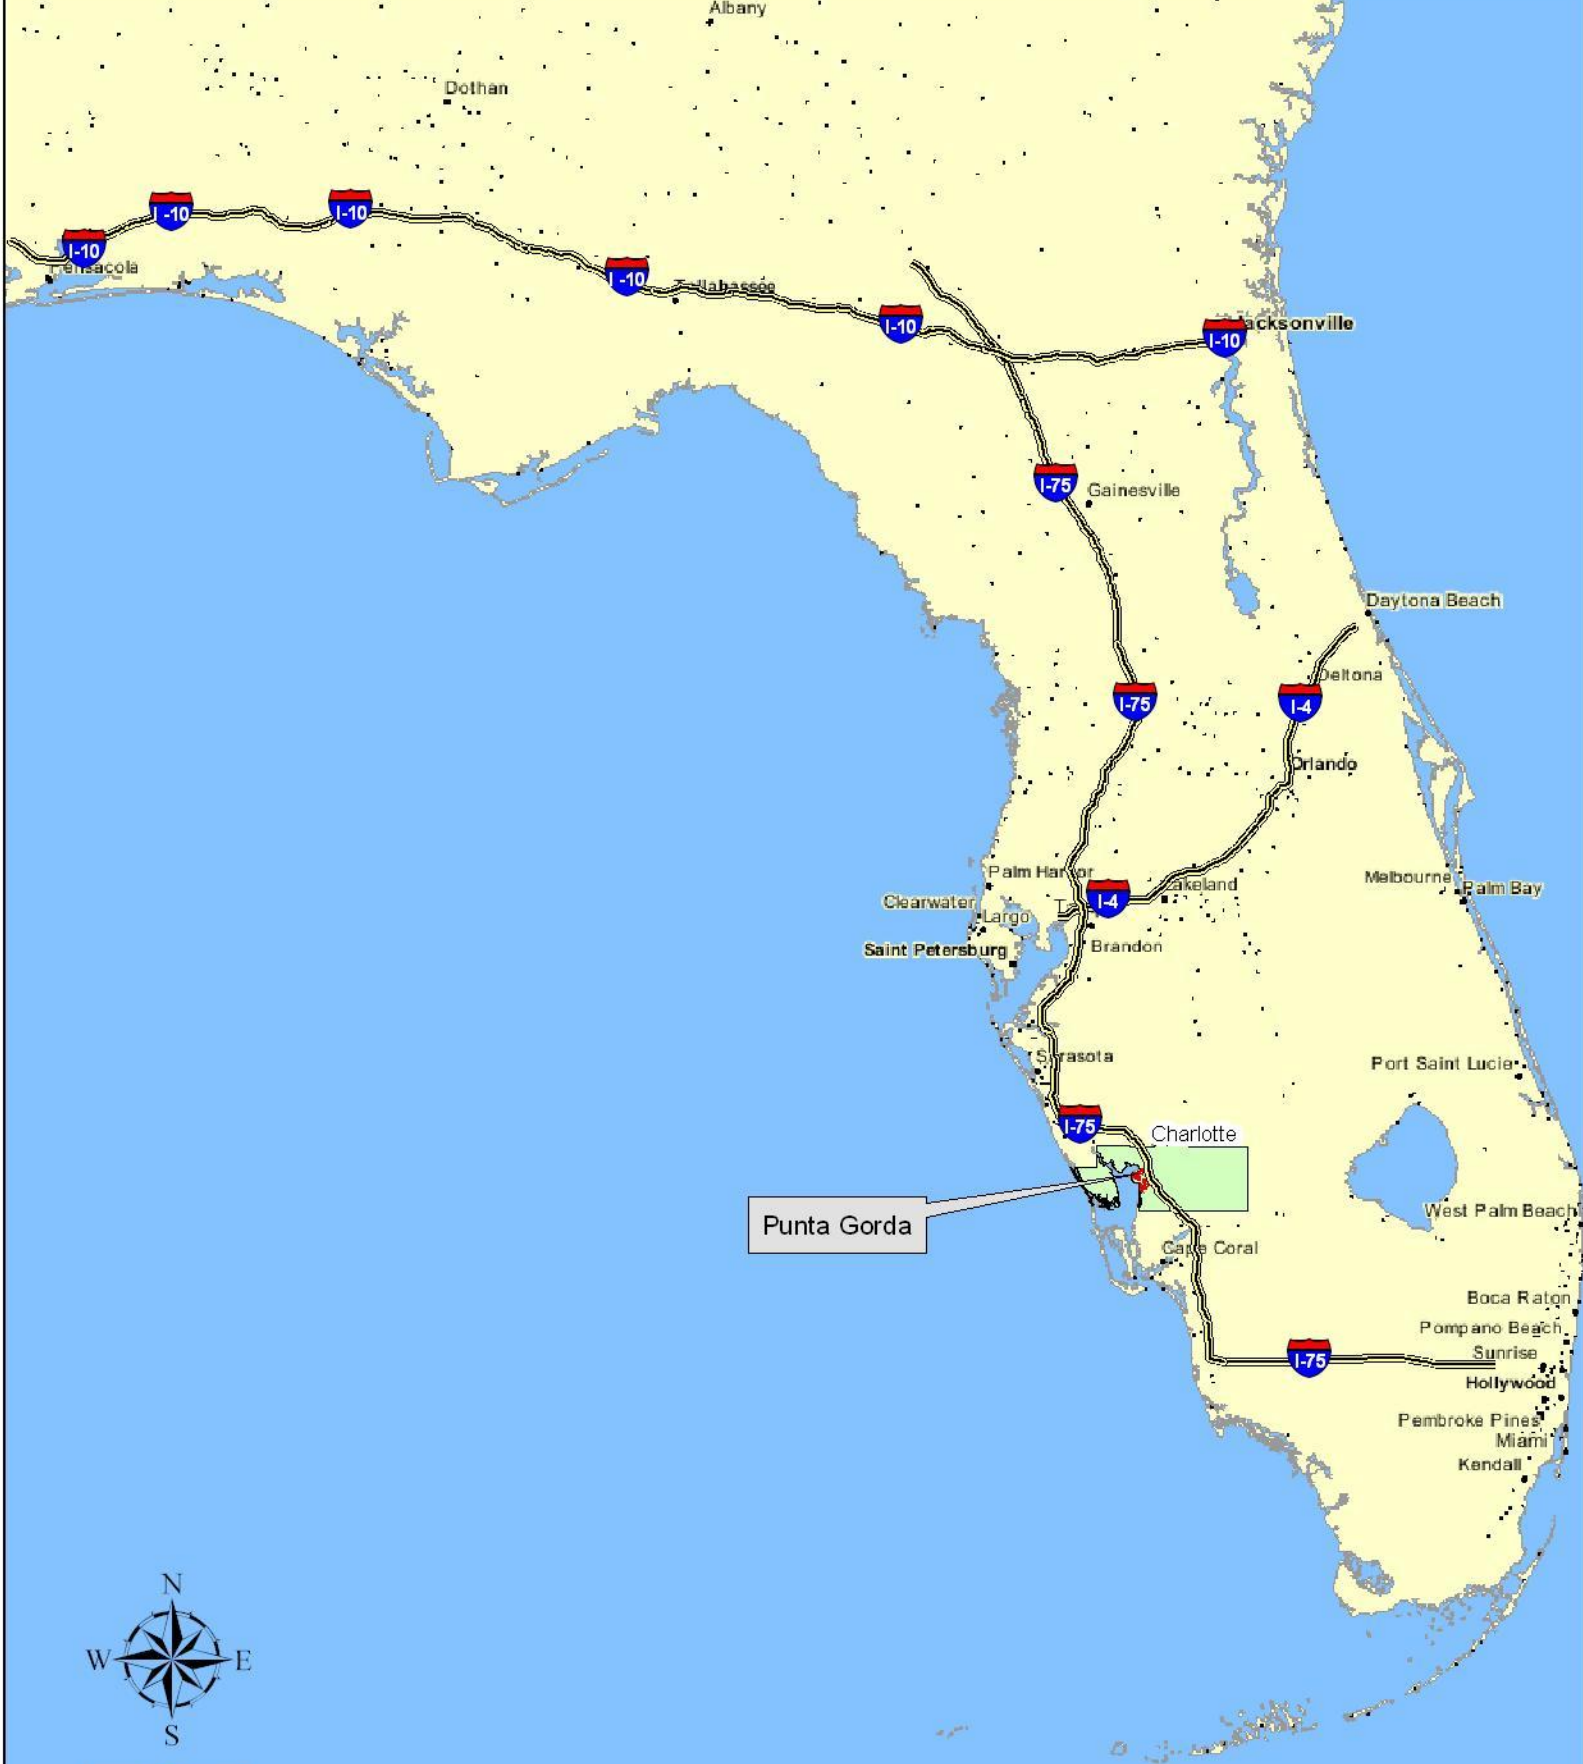 Albany
Dothan
I -10
I-10
I-10
Pensacola
I -10
Tallahassee
I-10
I-10
Jacksonville
I-75
Gainesville
Daytona Beach
Deltona
I-75
I-4
Orlando
Palm Harbor
Lakeland
Melbourne
Palm Bay
Clearwater
I-4
Largo
Brandon
Saint Petersburg
Sarasota
Port Saint Lucie
I-75
Charlotte
Punta Gorda
West Palm Beach
Cape Coral
Boca Raton
Pompano Beach
Sunrise
I-75
Hollywood
Pembroke Pines
Miami
Kendall
N
W
E
S